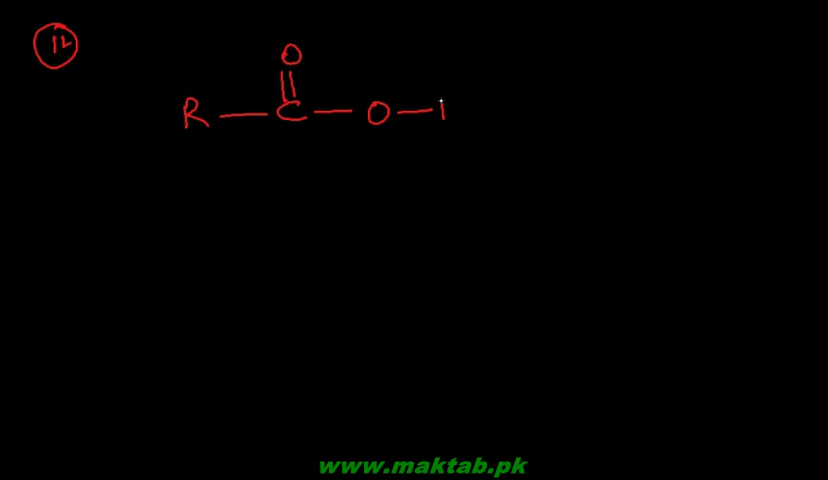 12
O
||
R — C — O — I
www.maktab.pk